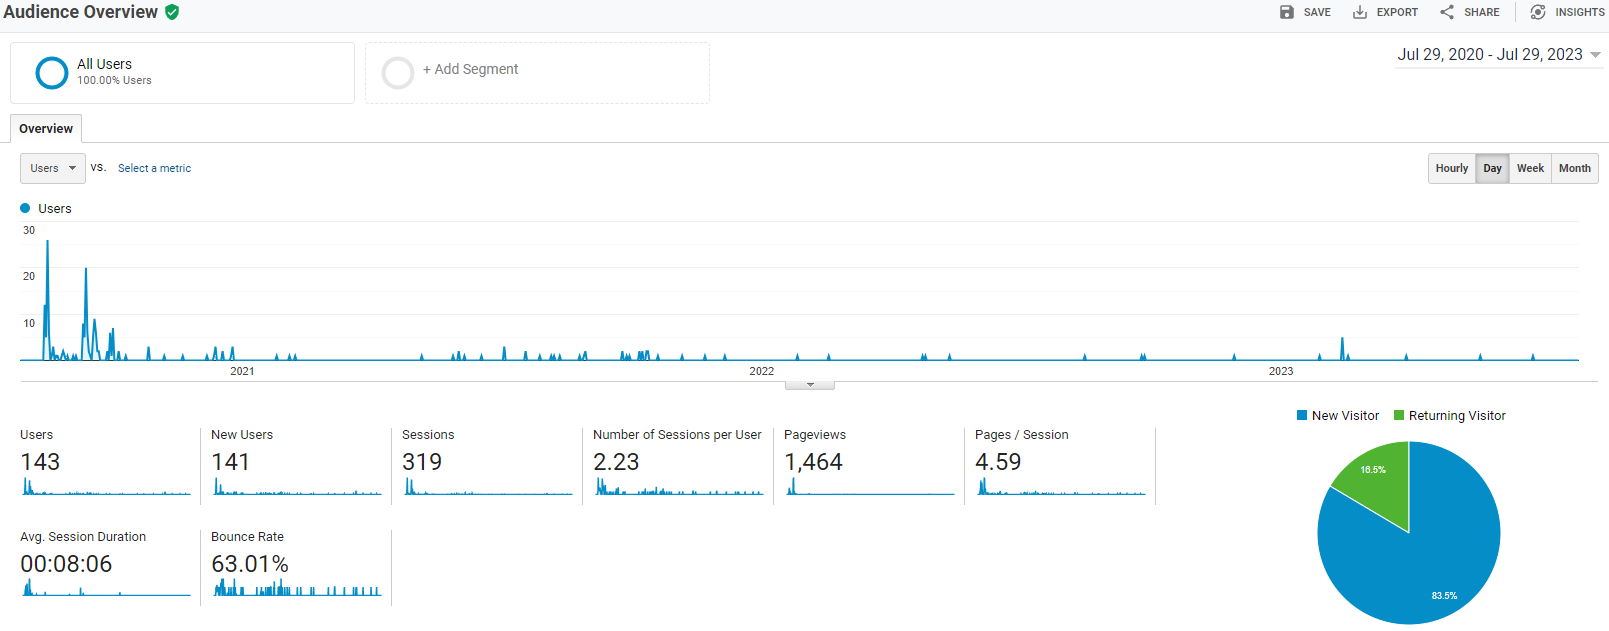 Audience Overview
SAVE EXPORT SHARE INSIGHTS
All Users
100.00% Users
+ Add Segment
Jul 29, 2020 - Jul 29, 2023
Overview
Users vs. Select a metric
Hourly Day Week Month
Users
30
20
10
2021 2022 2023
New Visitor Returning Visitor
Users New Users Sessions Number of Sessions per User Pageviews Pages / Session
143 141 319 2.23 1,464 4.59
16.5%
Avg. Session Duration Bounce Rate
00:08:06 63.01%
83.5%